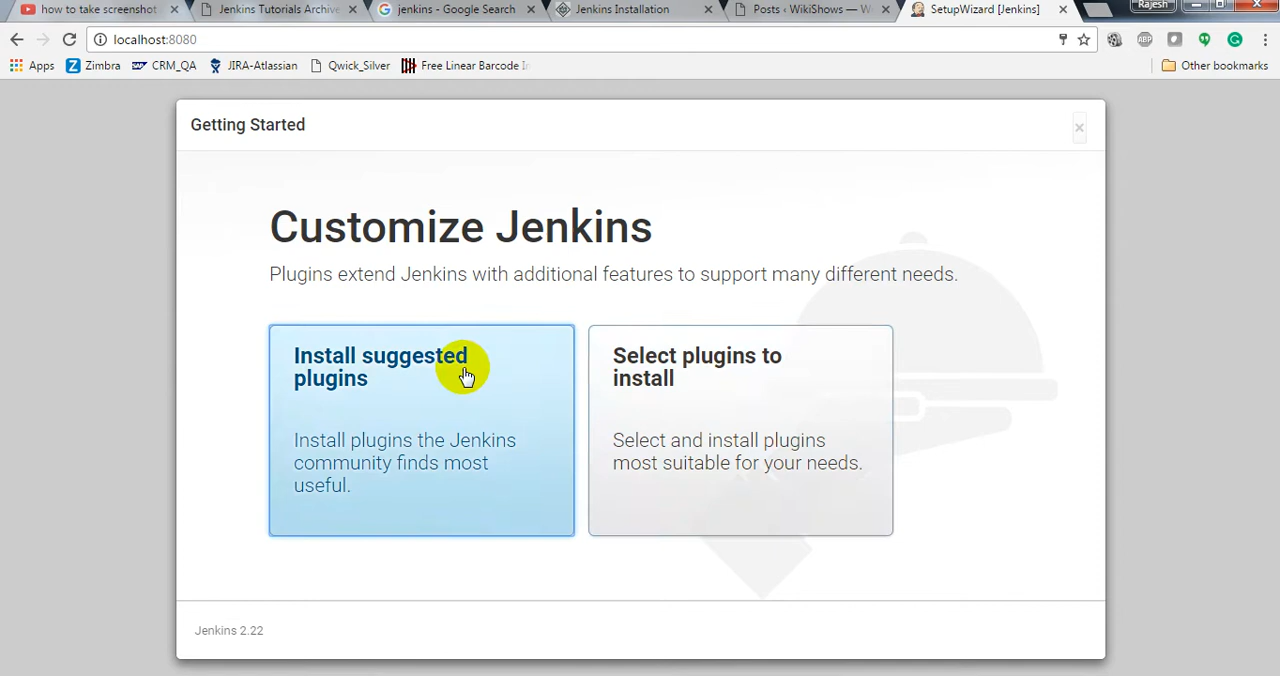 how to take screenshot
Jenkins Tutorials Archive
jenkins - Google Search
Jenkins Installation
Posts ‹ WikiShows — W
SetupWizard [Jenkins]
Rajesh
localhost:8080
ABP
Apps
Zimbra
CRM_QA
JIRA-Atlassian
Qwick_Silver
Free Linear Barcode
Other bookmarks
Getting Started
Customize Jenkins
Plugins extend Jenkins with additional features to support many different needs.
Install suggested
plugins
Install plugins the Jenkins
community finds most
useful.
Select plugins to
install
Select and install plugins
most suitable for your needs.
Jenkins 2.22